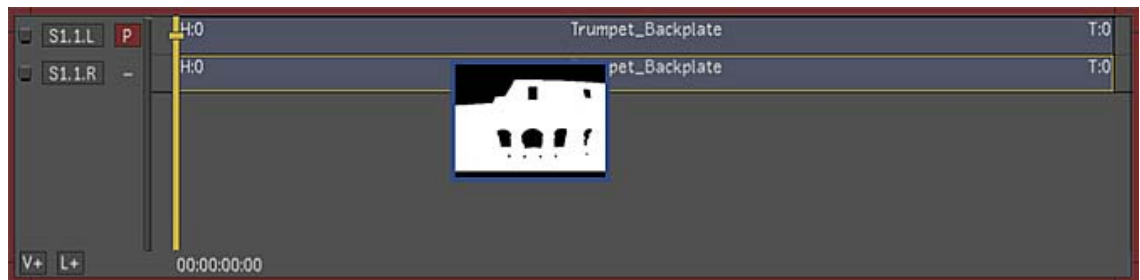 S1.1.L P H:0 Trumpet_Backplate T:0
S1.1.R – H:0 pet_Backplate T:0
V+ L+ 00:00:00:00